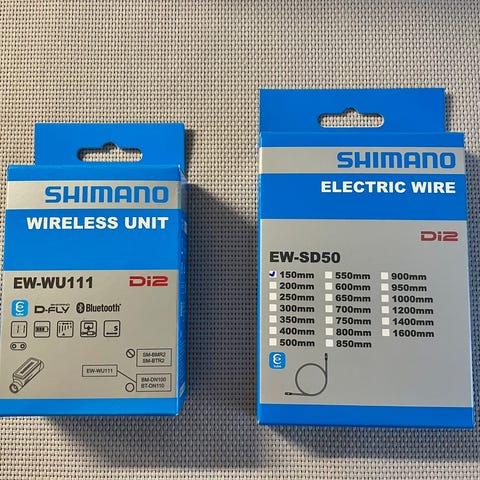 SHIMANO
WIRELESS UNIT
EW-WU111 Di2
D-FLY Bluetooth®
SM-BMR2
SM-BTR2
EW-WU111
BM-DN100
BT-DN110
SHIMANO
ELECTRIC WIRE
Di2
EW-SD50
150mm 550mm 900mm
200mm 600mm 950mm
250mm 650mm 1000mm
300mm 700mm 1200mm
350mm 750mm 1400mm
400mm 800mm 1600mm
500mm 850mm